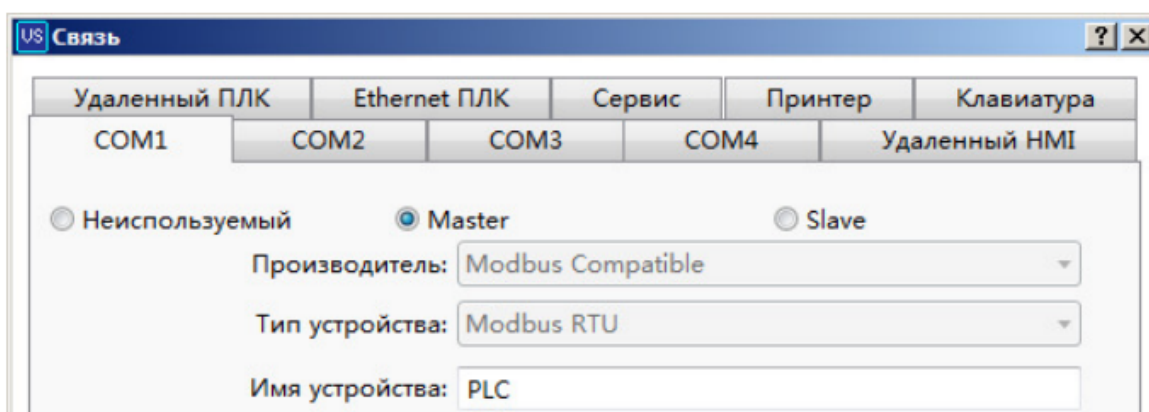 VS Связь ? X
Удаленный ПЛК Ethernet ПЛК Сервис Принтер Клавиатура
COM1 COM2 COM3 COM4 Удаленный HMI
Неиспользуемый Master Slave
Производитель: Modbus Compatible
Тип устройства: Modbus RTU
Имя устройства: PLC